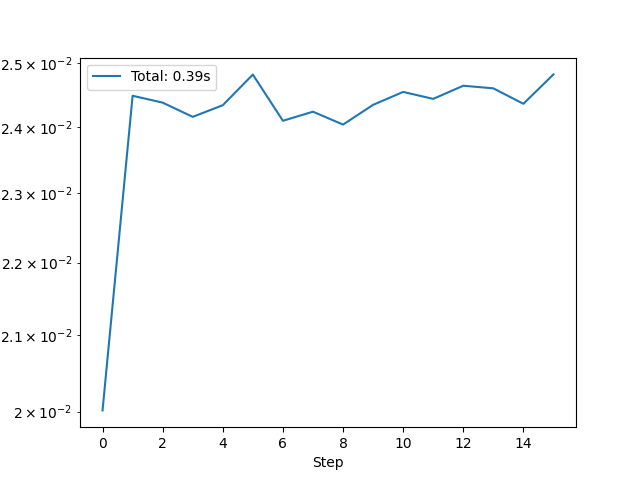 Total: 0.39s
2.5 × 10⁻²
2.4 × 10⁻²
2.3 × 10⁻²
2.2 × 10⁻²
2.1 × 10⁻²
2 × 10⁻²
0 2 4 6 8 10 12 14
Step